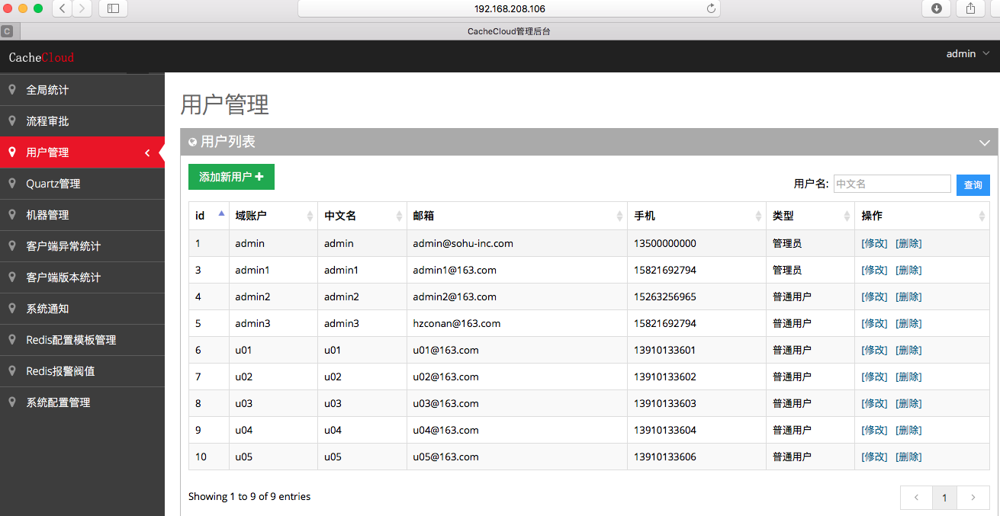 192.168.208.106
C
CacheCloud管理后台
CacheCloud
admin
全局统计
流程审批
用户管理
Quartz管理
机器管理
客户端异常统计
客户端版本统计
系统通知
Redis配置模板管理
Redis报警阀值
系统配置管理
用户管理
用户列表
添加新用户
用户名: 中文名 查询
id 域账户 中文名 邮箱 手机 类型 操作
1 admin admin admin@sohu-inc.com 13500000000 管理员 [修改] [删除]
3 admin1 admin1 admin1@163.com 15821692794 管理员 [修改] [删除]
4 admin2 admin2 admin2@163.com 15263256965 普通用户 [修改] [删除]
5 admin3 admin3 hzconan@163.com 15821692794 普通用户 [修改] [删除]
6 u01 u01 u01@163.com 13910133601 普通用户 [修改] [删除]
7 u02 u02 u02@163.com 13910133602 普通用户 [修改] [删除]
8 u03 u03 u03@163.com 13910133603 普通用户 [修改] [删除]
9 u04 u04 u04@163.com 13910133604 普通用户 [修改] [删除]
10 u05 u05 u05@163.com 13910133606 普通用户 [修改] [删除]
Showing 1 to 9 of 9 entries
1